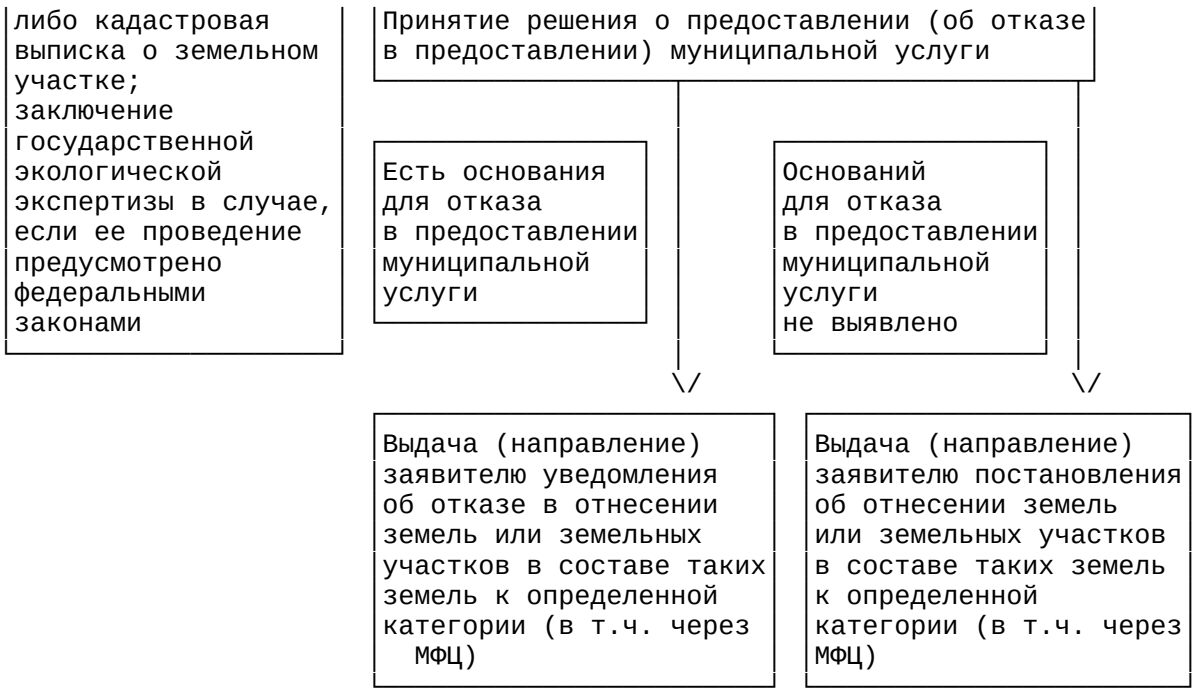 либо кадастровая
выписка о земельном
участке;
заключение
государственной
экологической
экспертизы в случае,
если ее проведение
предусмотрено
федеральными
законами
Принятие решения о предоставлении (об отказе
в предоставлении) муниципальной услуги
Есть основания
для отказа
в предоставлении
муниципальной
услуги
Оснований
для отказа
в предоставлении
муниципальной
услуги
не выявлено
Выдача (направление)
заявителю уведомления
об отказе в отнесении
земель или земельных
участков в составе таких
земель к определенной
категории (в т.ч. через
МФЦ)
Выдача (направление)
заявителю постановления
об отнесении земель
или земельных участков
в составе таких земель
к определенной
категории (в т.ч. через
МФЦ)